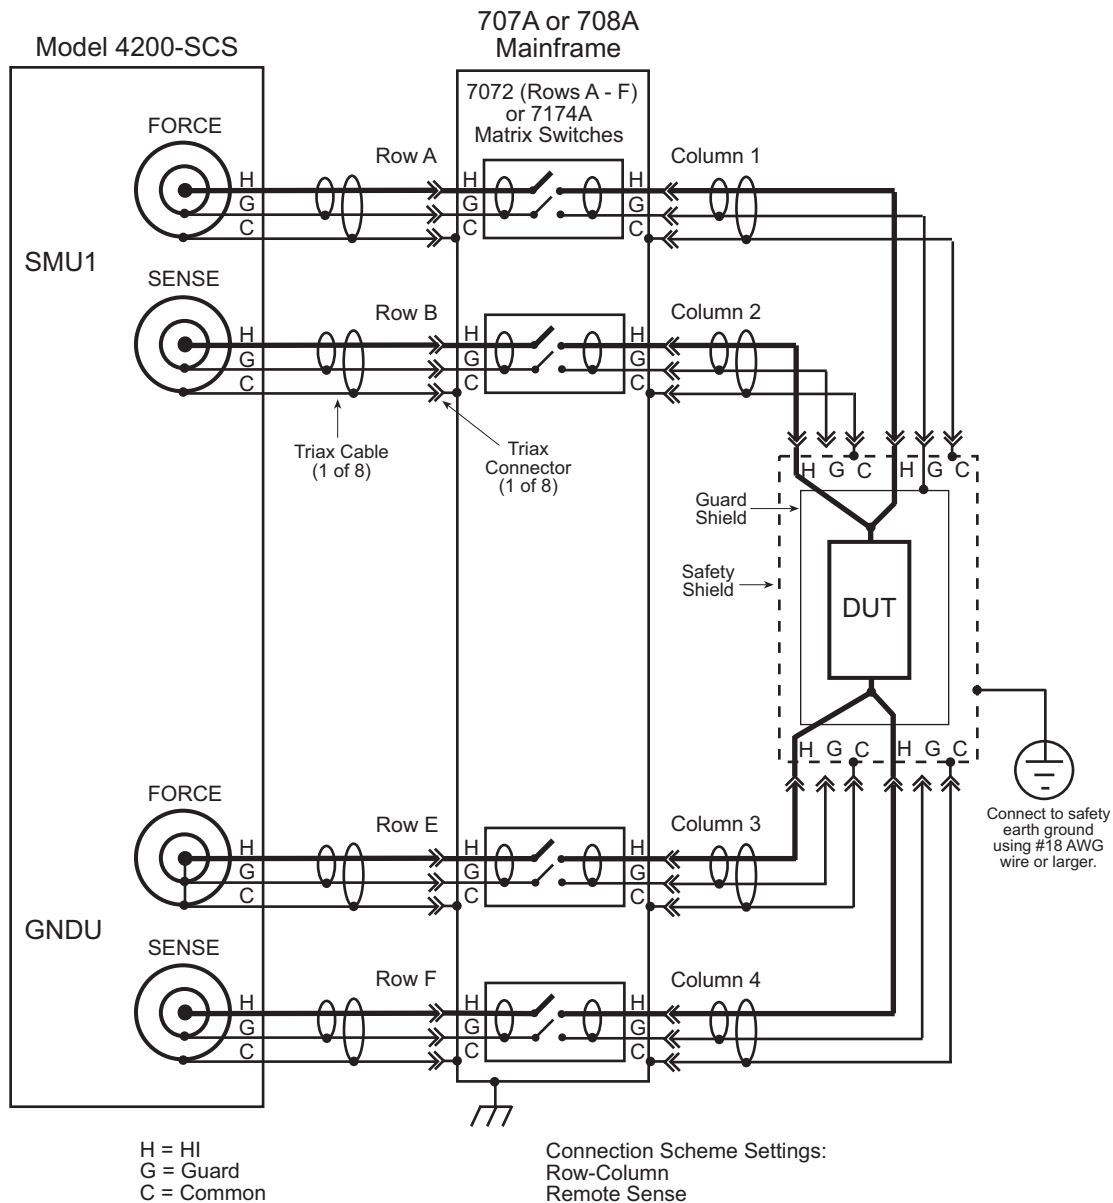 707A or 708A
Mainframe
Model 4200-SCS
7072 (Rows A - F)
or 7174A
Matrix Switches
FORCE
Row A
Column 1
H
G
C
H
G
C
H
G
C
SMU1
SENSE
Row B
Column 2
H
G
C
H
G
C
H
G
C
Triax Cable
(1 of 8)
Triax
Connector
(1 of 8)
H G C H G C
Guard
Shield
Safety
Shield
DUT
H G C H G C
FORCE
Row E
Column 3
H
G
C
H
G
C
H
G
C
Connect to safety
earth ground
using #18 AWG
wire or larger.
GNDU
SENSE
Row F
Column 4
H
G
C
H
G
C
H
G
C
H = HI
G = Guard
C = Common
Connection Scheme Settings:
Row-Column
Remote Sense